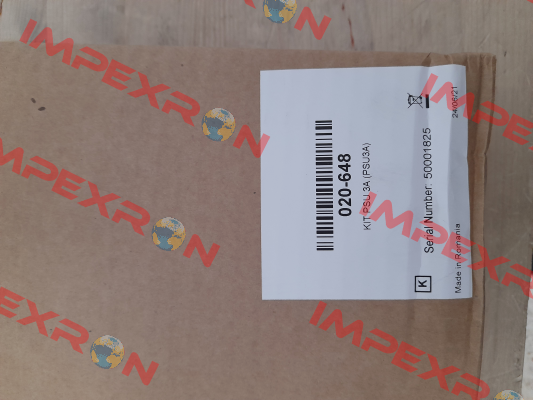 020-648
KIT PSU 3A (PSU3A)
K
Serial Number: 50001825
Made in Romania
24/06/21
IMPEXRON
IMPEXRON
IMPEXRON
IMPEXRON
IMPEXRON
IMPEXRON
IMPEXRON